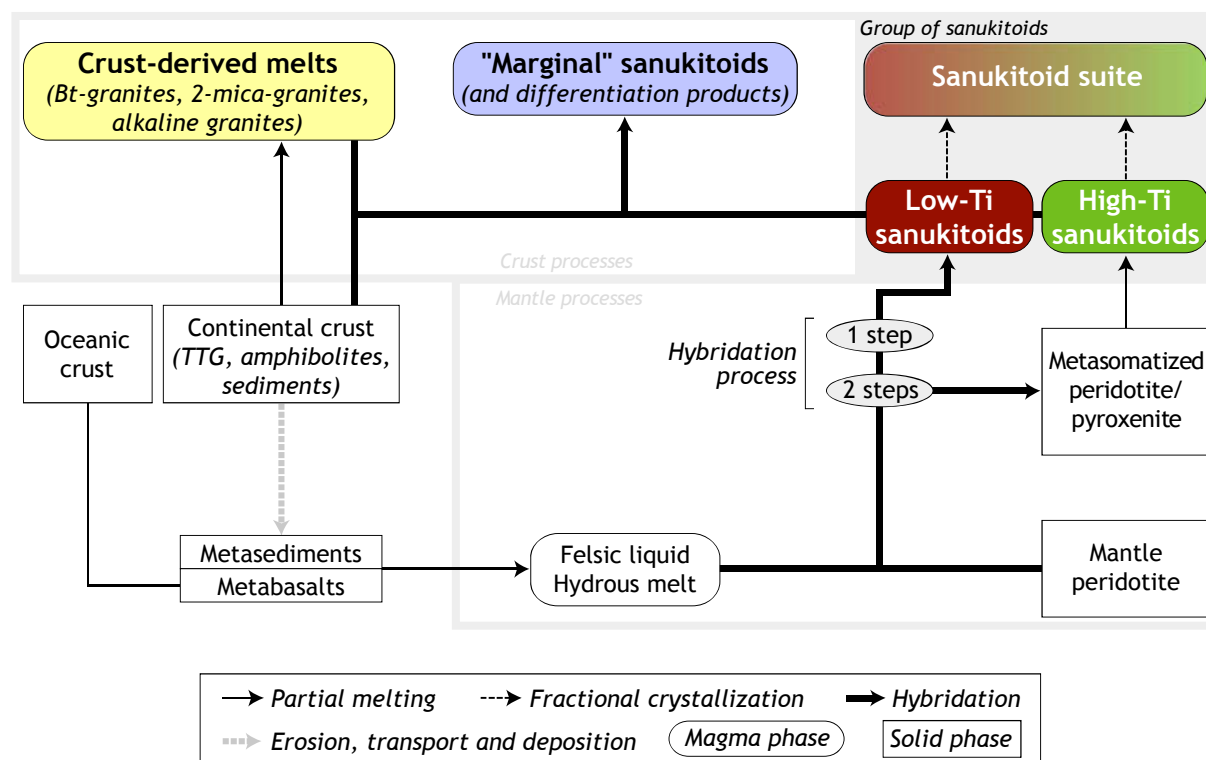 Group of sanukitoids
Crust-derived melts
(Bt-granites, 2-mica-granites,
alkaline granites)
"Marginal" sanukitoids
(and differentiation products)
Sanukitoid suite
Low-Ti
sanukitoids
High-Ti
sanukitoids
Crust processes
Mantle processes
Oceanic
crust
Continental crust
(TTG, amphibolites,
sediments)
Hybridation
process
1 step
2 steps
Metasomatized
peridotite/
pyroxenite
Metasediments
Metabasalts
Felsic liquid
Hydrous melt
Mantle
peridotite
Partial melting
Fractional crystallization
Hybridation
Erosion, transport and deposition
Magma phase
Solid phase